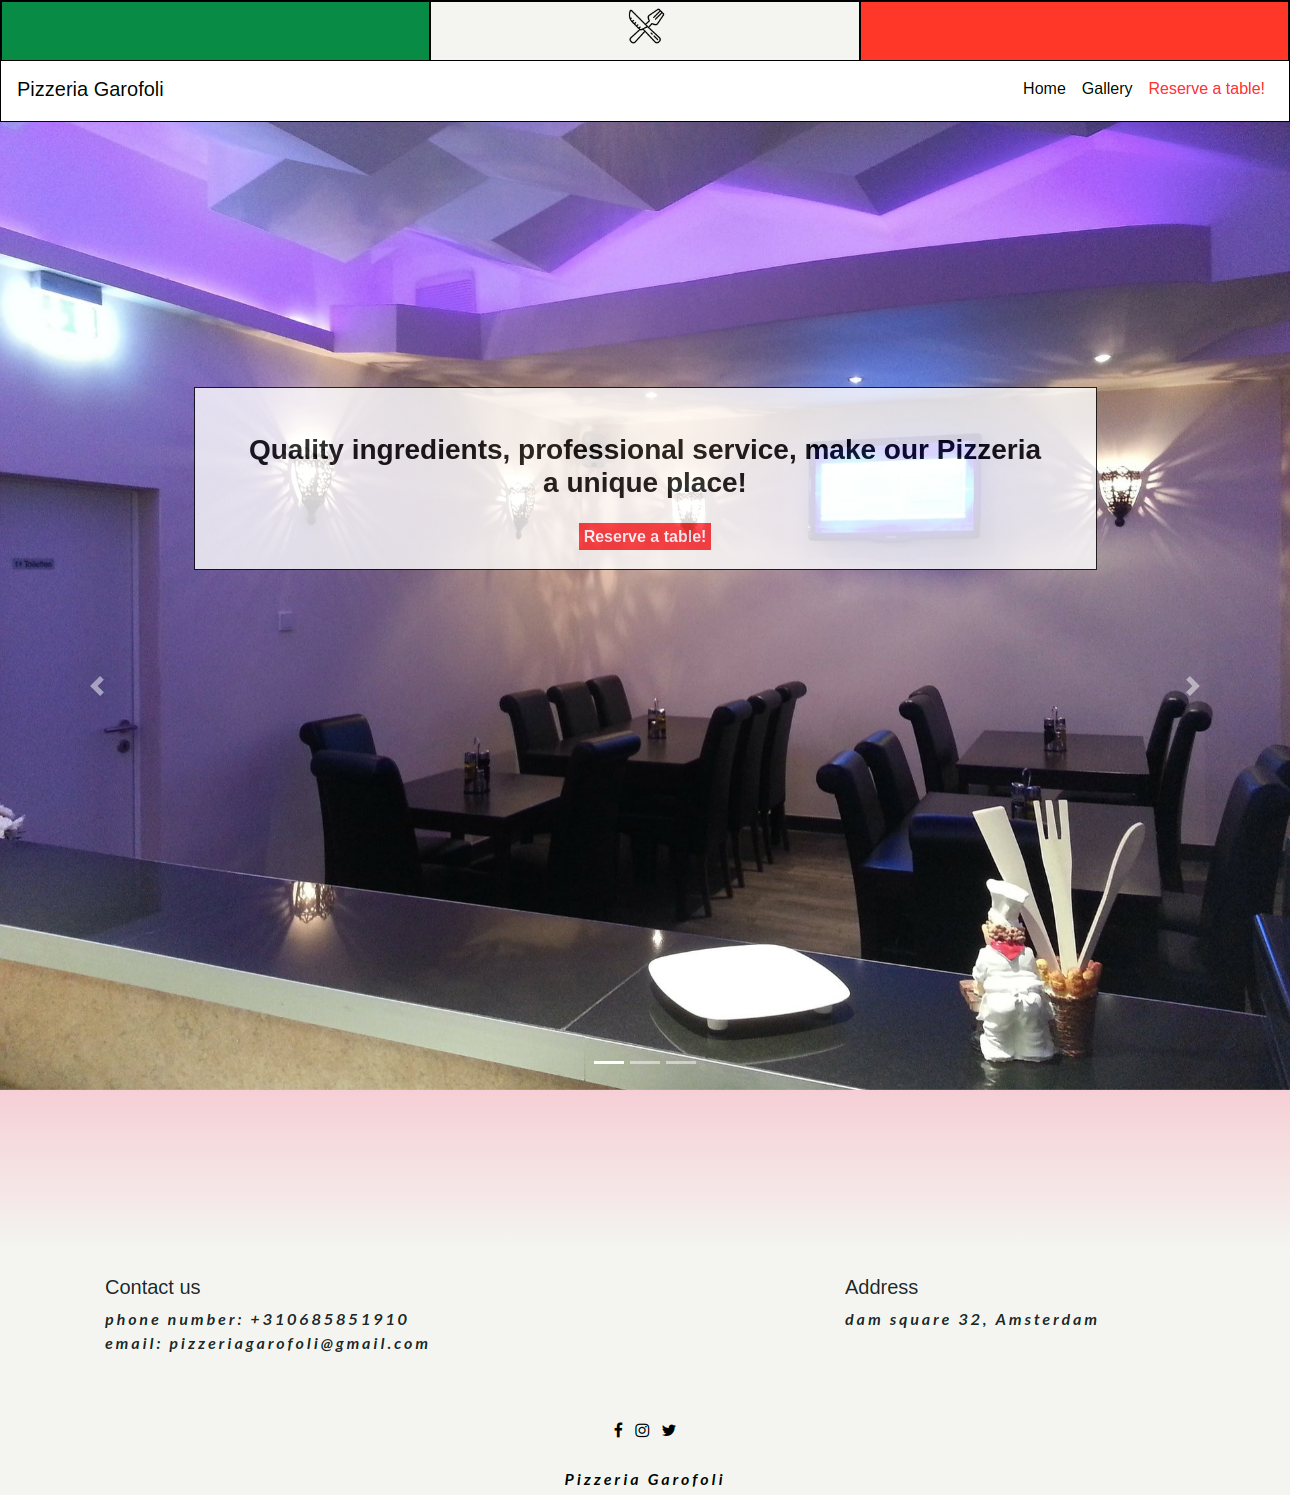 Pizzeria Garofoli
Home Gallery Reserve a table!
Quality ingredients, professional service, make our Pizzeria
a unique place!
Reserve a table!
Contact us
phone number: +310685851910
email: pizzeriagarofoli@gmail.com
Address
dam square 32, Amsterdam
Pizzeria Garofoli